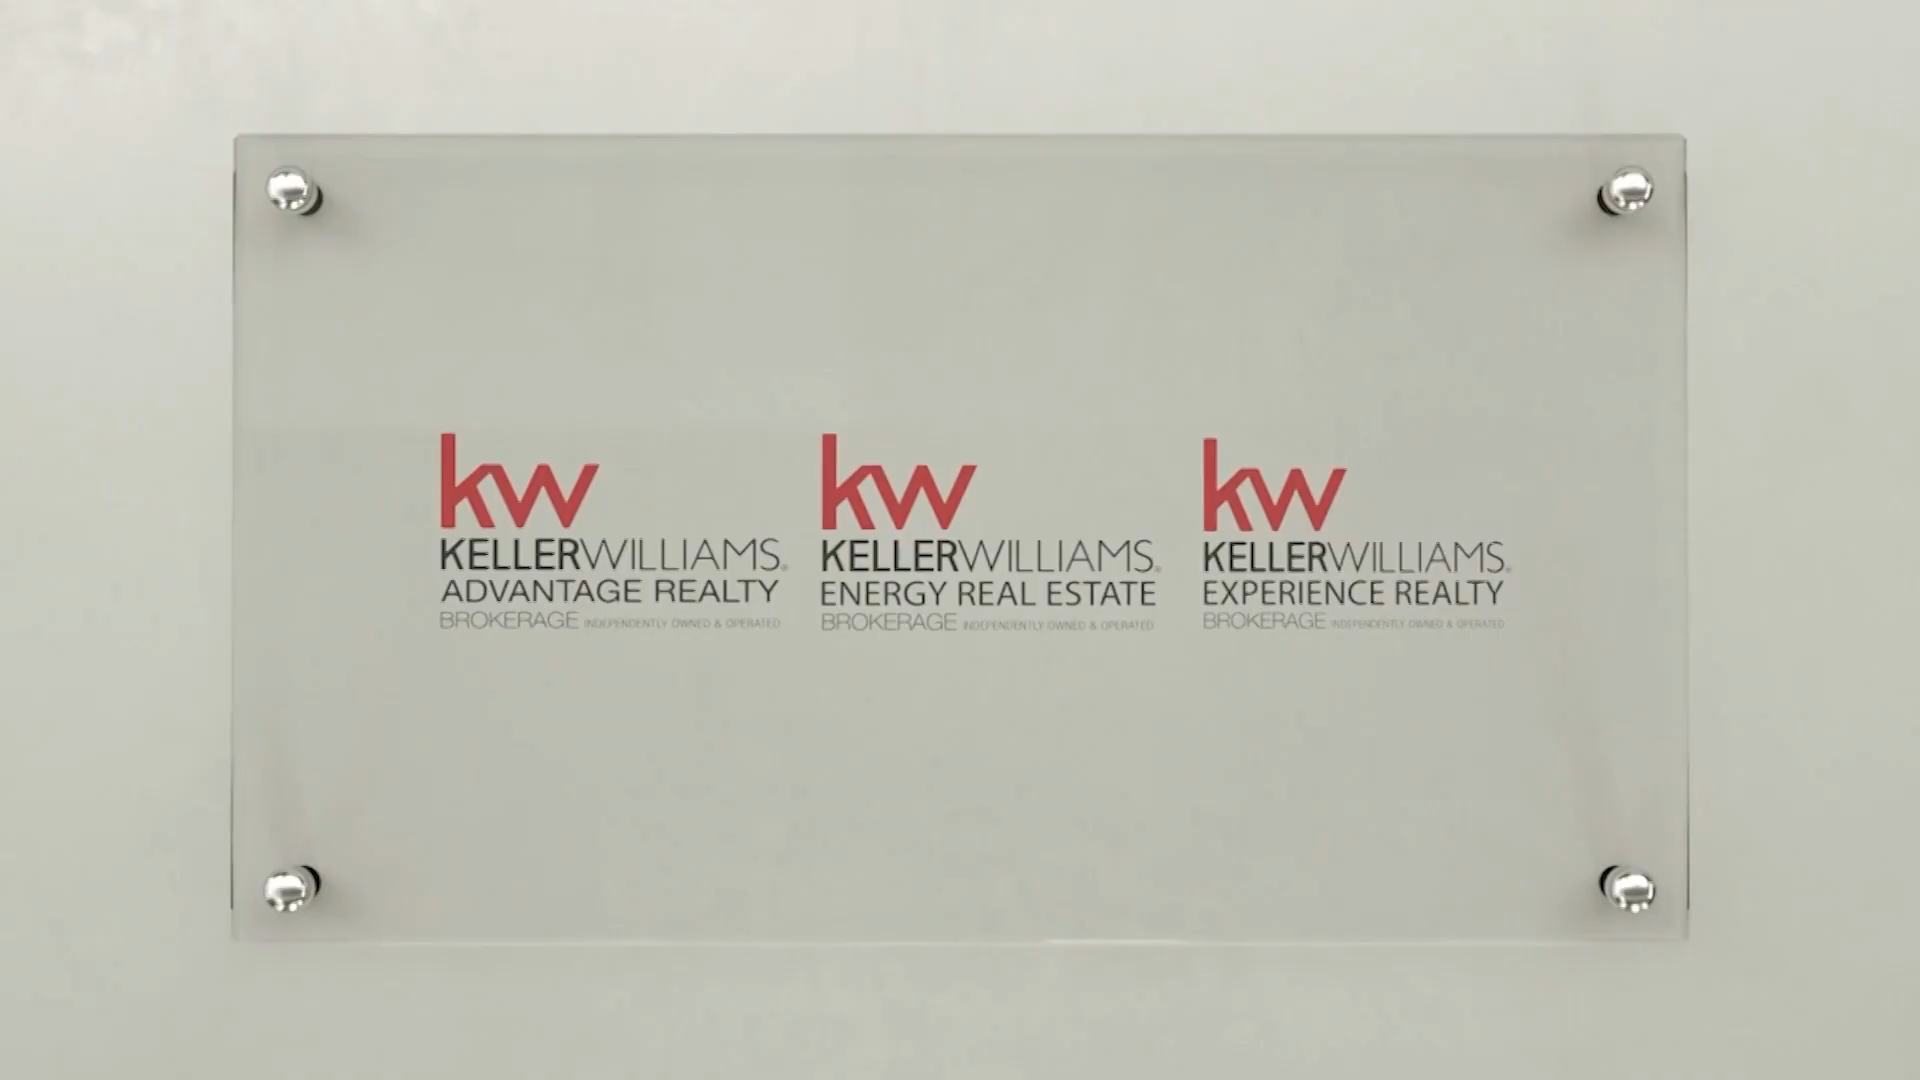 kw
KELLERWILLIAMS®
ADVANTAGE REALTY
BROKERAGE INDEPENDENTLY OWNED & OPERATED
kw
KELLERWILLIAMS®
ENERGY REAL ESTATE
BROKERAGE INDEPENDENTLY OWNED & OPERATED
kw
KELLERWILLIAMS®
EXPERIENCE REALTY
BROKERAGE INDEPENDENTLY OWNED & OPERATED